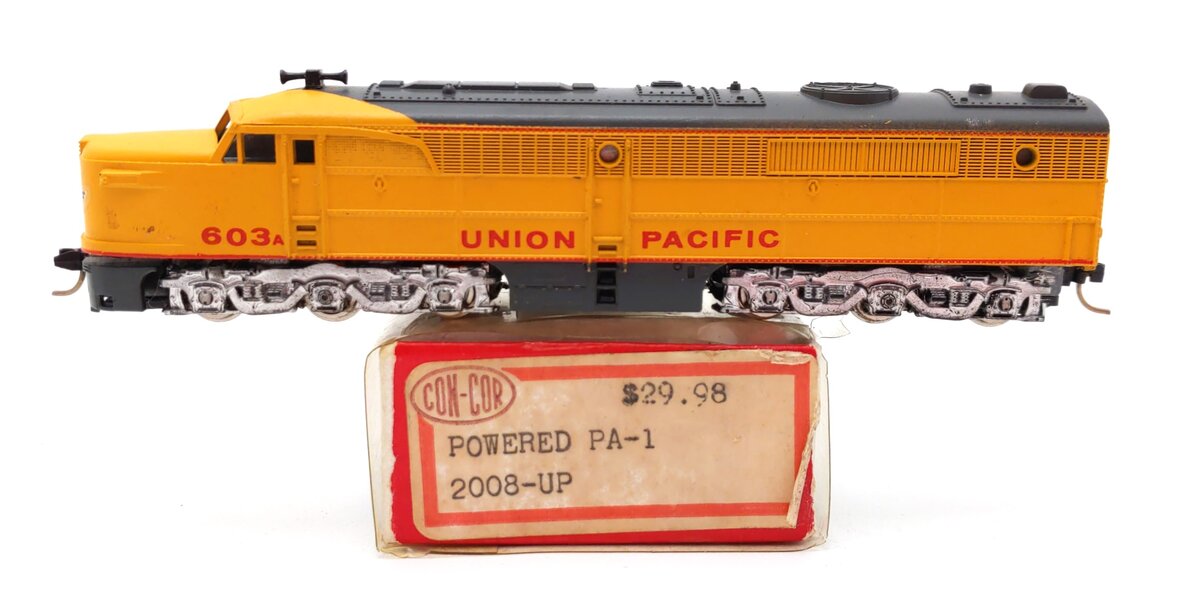 603A
UNION PACIFIC
CON-COR
$29.98
POWERED PA-1
2008-UP